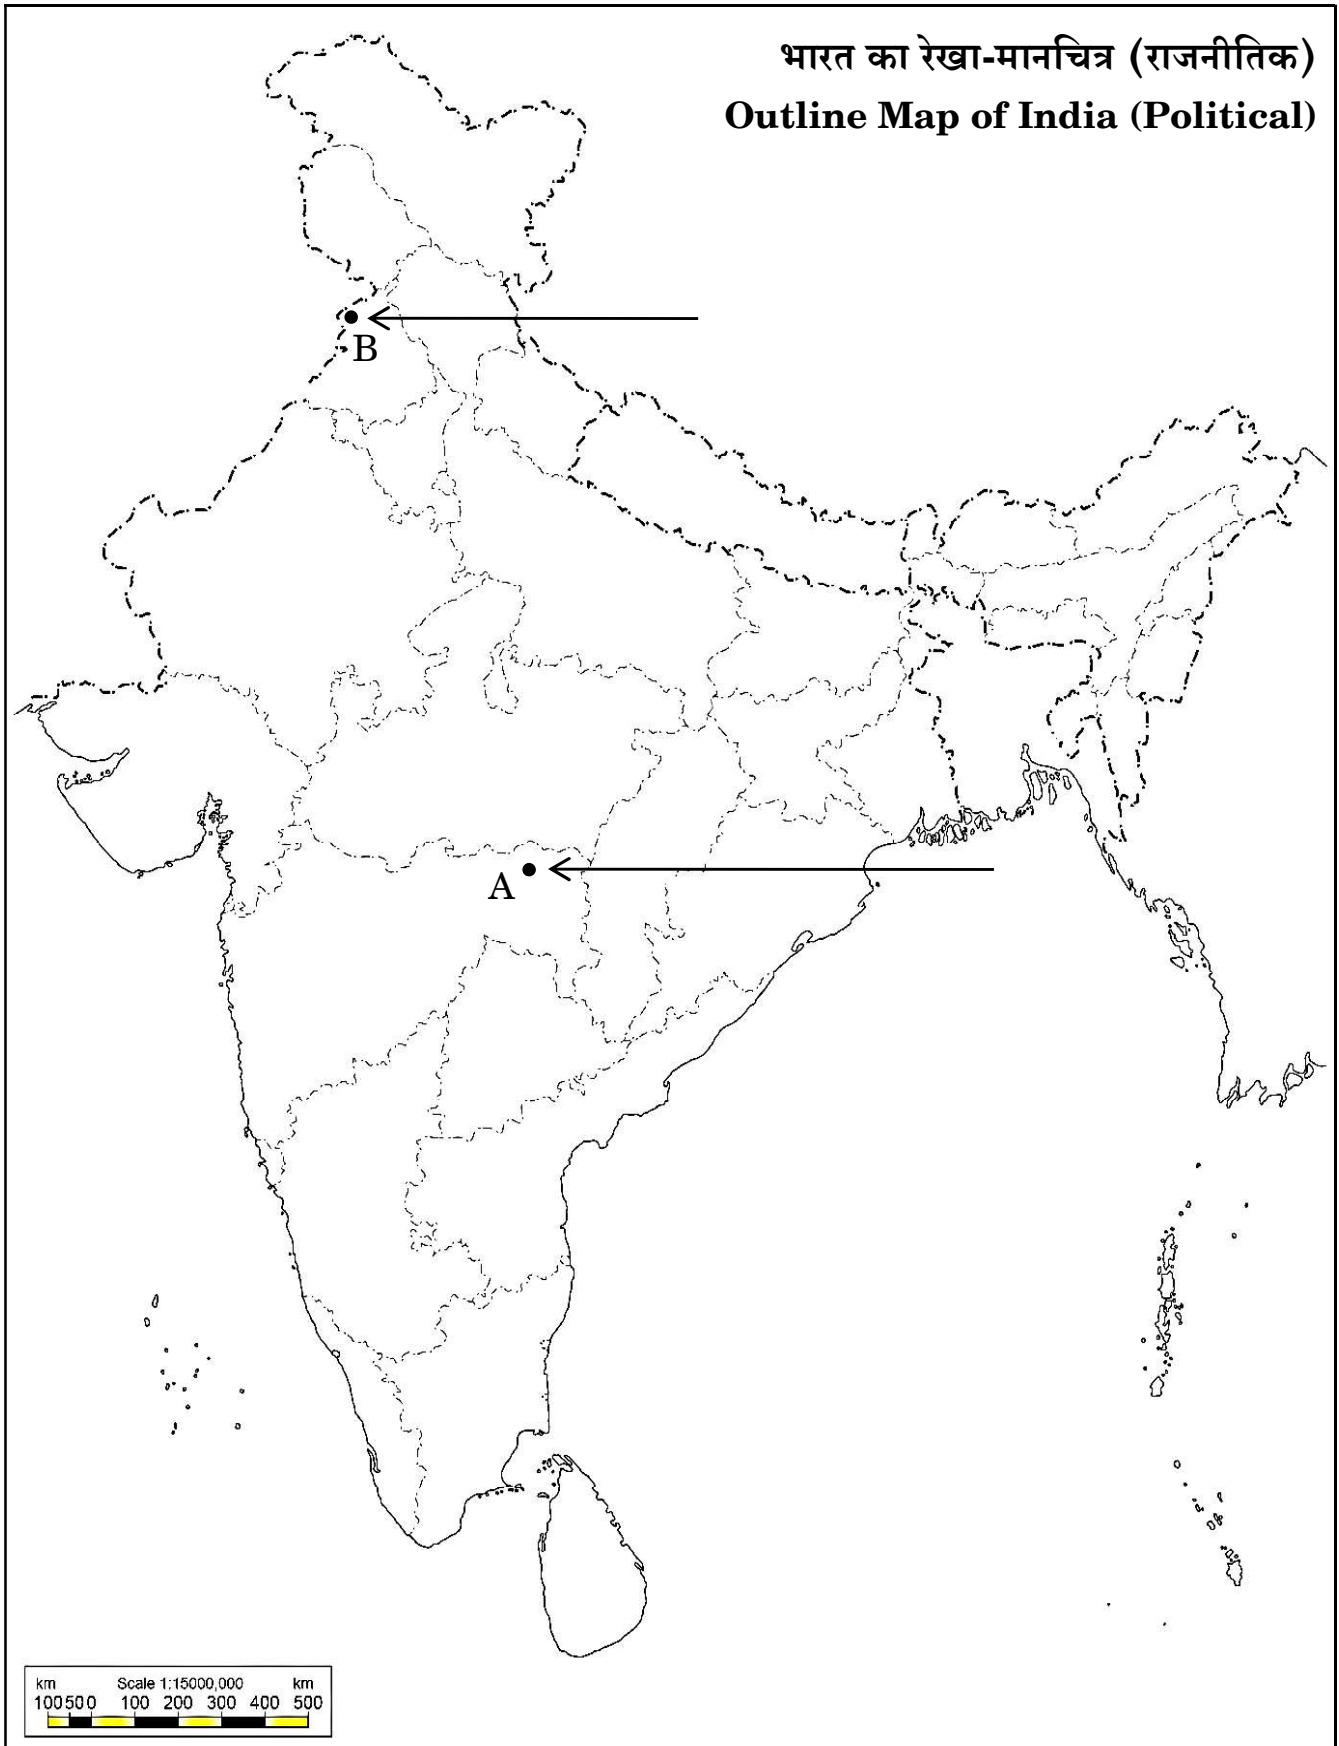 भारत का रेखा-मानचित्र (राजनीतिक)
Outline Map of India (Political)
B
A
km Scale 1:15000,000 km
100 50 0 100 200 300 400 500